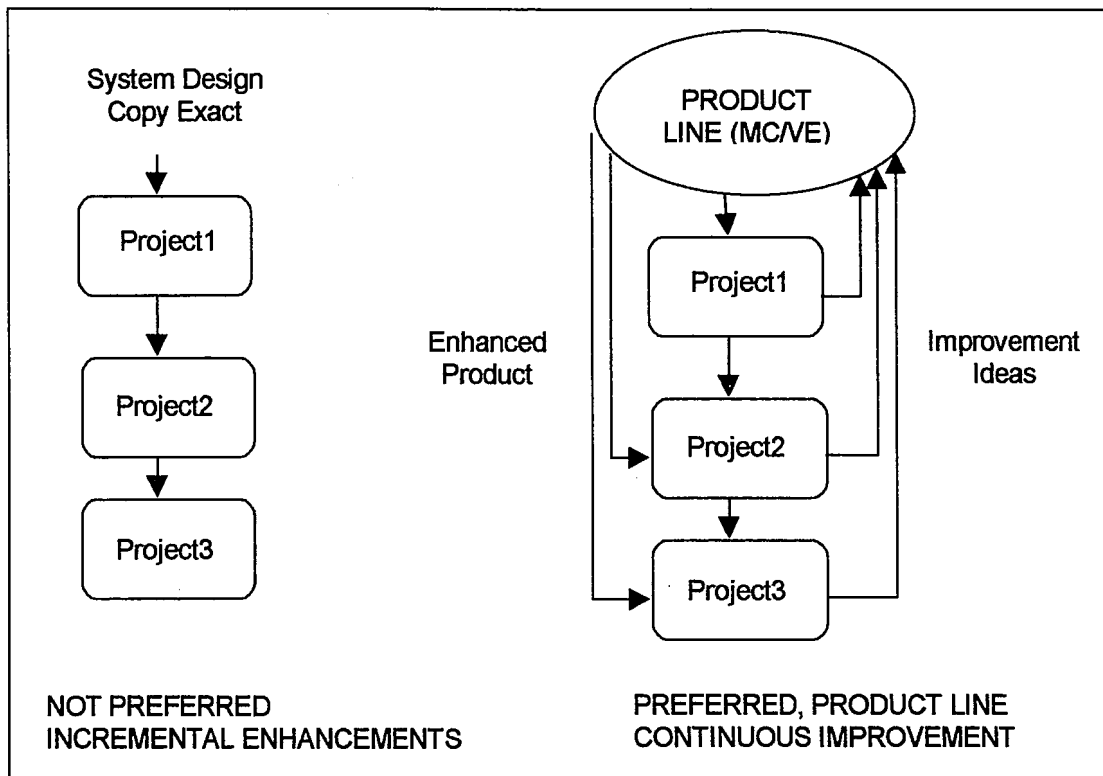 System Design
Copy Exact
Project1
Project2
Project3
NOT PREFERRED
INCREMENTAL ENHANCEMENTS
PRODUCT
LINE (MC/VE)
Project1
Enhanced
Product
Improvement
Ideas
Project2
Project3
PREFERRED, PRODUCT LINE
CONTINUOUS IMPROVEMENT